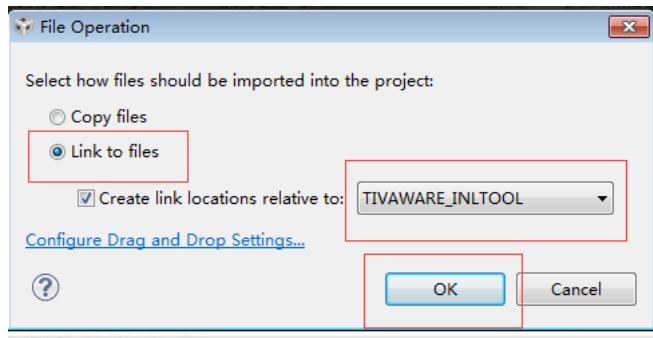 File Operation
Select how files should be imported into the project:
Copy files
Link to files
Create link locations relative to: TIVAWARE_INLTOOL
Configure Drag and Drop Settings...
? OK Cancel